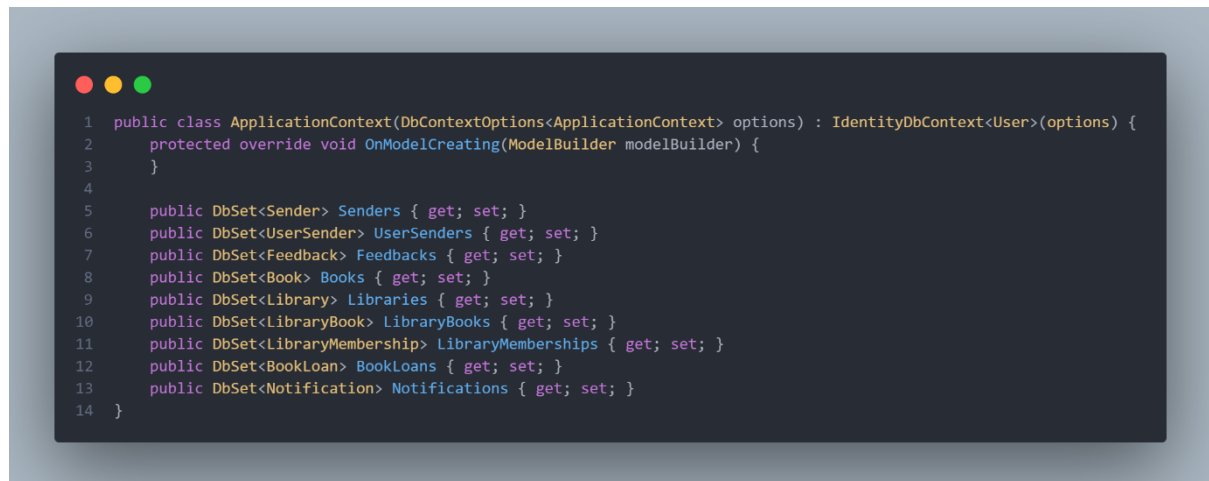 1 public class ApplicationContext(DbContextOptions<ApplicationContext> options) : IdentityDbContext<User>(options) {
2     protected override void OnModelCreating(ModelBuilder modelBuilder) {
3     }
4
5     public DbSet<Sender> Senders { get; set; }
6     public DbSet<UserSender> UserSenders { get; set; }
7     public DbSet<Feedback> Feedbacks { get; set; }
8     public DbSet<Book> Books { get; set; }
9     public DbSet<Library> Libraries { get; set; }
10     public DbSet<LibraryBook> LibraryBooks { get; set; }
11     public DbSet<LibraryMembership> LibraryMemberships { get; set; }
12     public DbSet<BookLoan> BookLoans { get; set; }
13     public DbSet<Notification> Notifications { get; set; }
14 }